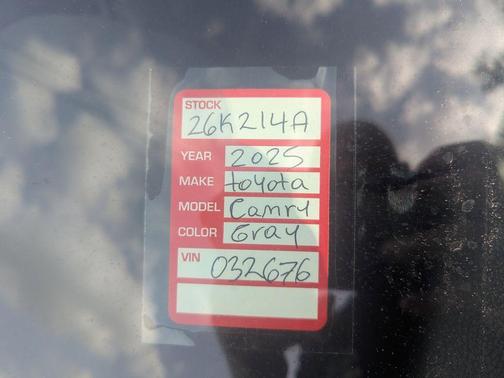 STOCK
26K214A
YEAR 2025
MAKE toyota
MODEL Camry
COLOR Gray
VIN 032676